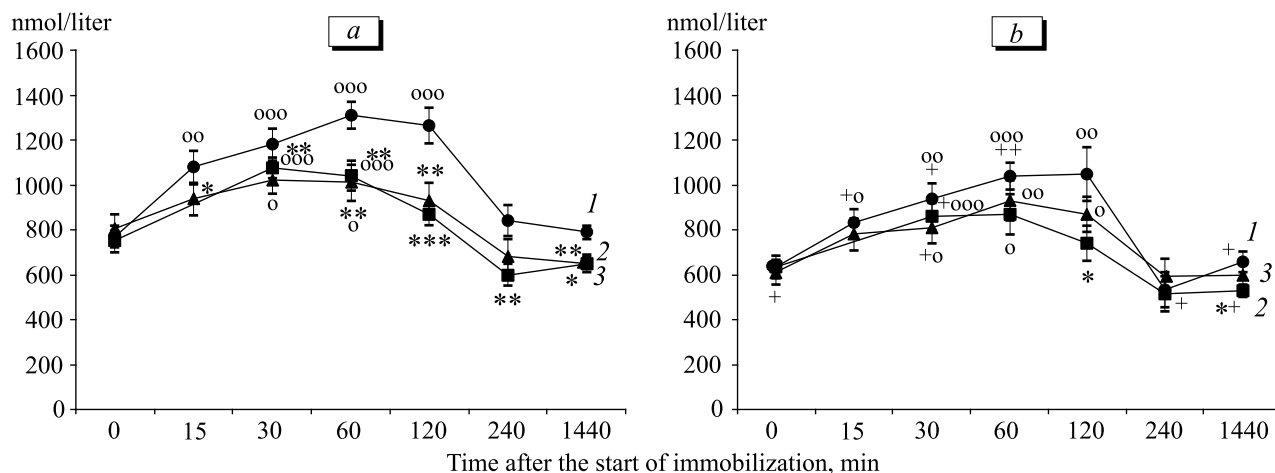 nmol/liter
a
1600
1400
1200
1000
800
600
400
200
0
oo
*
ooo
**
ooo
o
ooo
**
ooo
**
o
ooo
**
***
**
**
*
1
2
3
0 15 30 60 120 240 1440
nmol/liter
b
1600
1400
1200
1000
800
600
400
200
0
+
+o
oo
+
+ooo
+o
ooo
++
oo
o
oo
o
*
+
+
*+
1
3
2
0 15 30 60 120 240 1440
Time after the start of immobilization, min